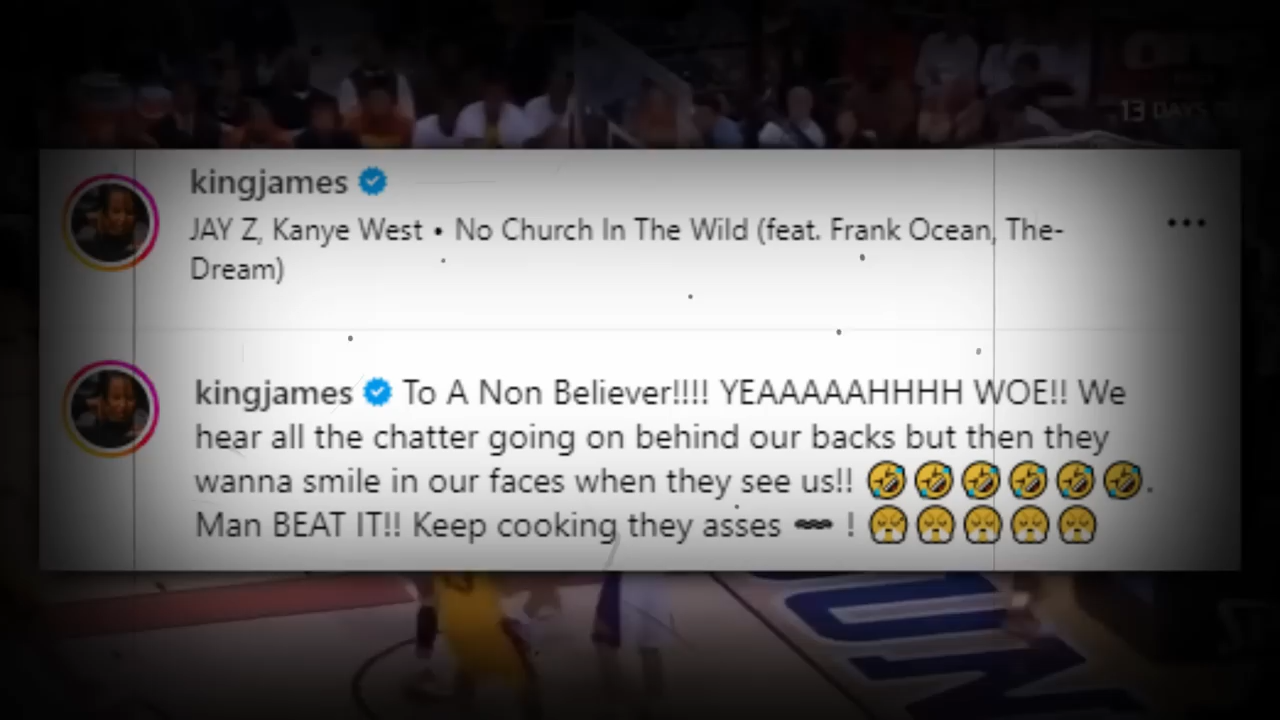 13 DAYS
kingjames
JAY Z, Kanye West • No Church In The Wild (feat. Frank Ocean, The-
Dream)
kingjames To A Non Believer!!!! YEAAAAAHHHH WOE!! We
hear all the chatter going on behind our backs but then they
wanna smile in our faces when they see us!! 🤣🤣🤣🤣🤣🤣.
Man BEAT IT!! Keep cooking they asses 〰️ ! 😤😤😤😤😤